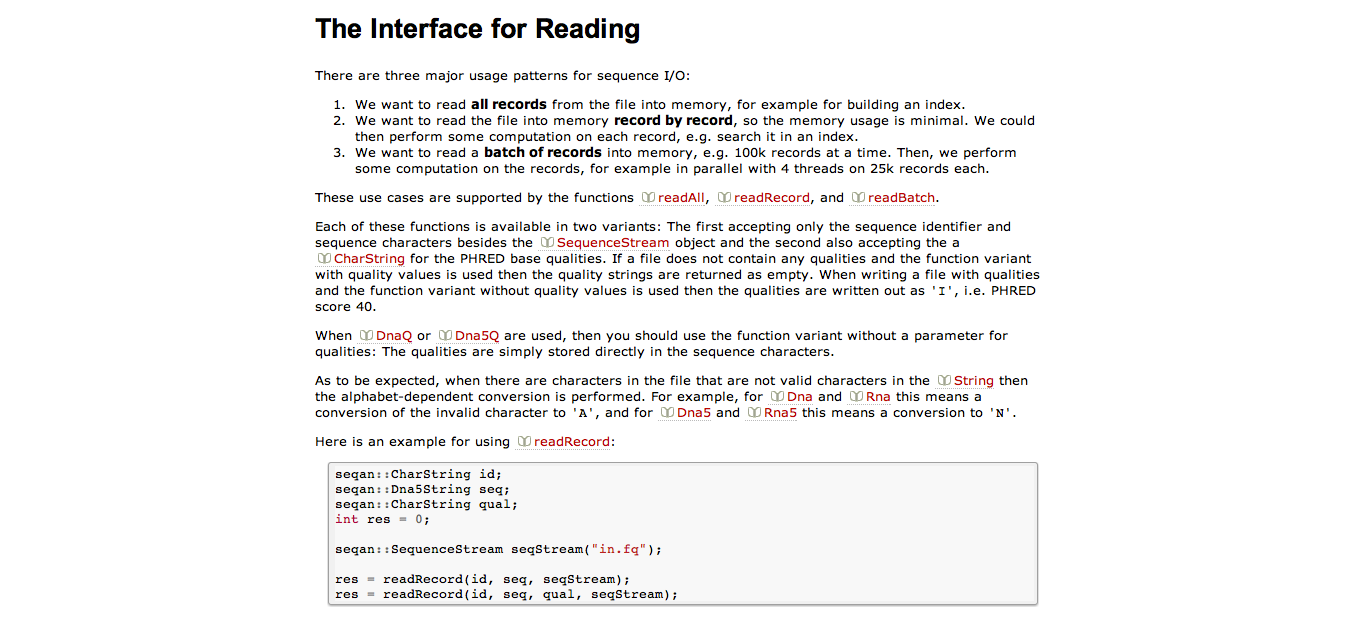 The Interface for Reading
There are three major usage patterns for sequence I/O:
1. We want to read all records from the file into memory, for example for building an index.
2. We want to read the file into memory record by record, so the memory usage is minimal. We could
then perform some computation on each record, e.g. search it in an index.
3. We want to read a batch of records into memory, e.g. 100k records at a time. Then, we perform
some computation on the records, for example in parallel with 4 threads on 25k records each.
These use cases are supported by the functions readAll, readRecord, and readBatch.
Each of these functions is available in two variants: The first accepting only the sequence identifier and
sequence characters besides the SequenceStream object and the second also accepting the a
CharString for the PHRED base qualities. If a file does not contain any qualities and the function variant
with quality values is used then the quality strings are returned as empty. When writing a file with qualities
and the function variant without quality values is used then the qualities are written out as 'I', i.e. PHRED
score 40.
When DnaQ or Dna5Q are used, then you should use the function variant without a parameter for
qualities: The qualities are simply stored directly in the sequence characters.
As to be expected, when there are characters in the file that are not valid characters in the String then
the alphabet-dependent conversion is performed. For example, for Dna and Rna this means a
conversion of the invalid character to 'A', and for Dna5 and Rna5 this means a conversion to 'N'.
Here is an example for using readRecord:
seqan::CharString id;
seqan::Dna5String seq;
seqan::CharString qual;
int res = 0;
seqan::SequenceStream seqStream("in.fq");
res = readRecord(id, seq, seqStream);
res = readRecord(id, seq, qual, seqStream);